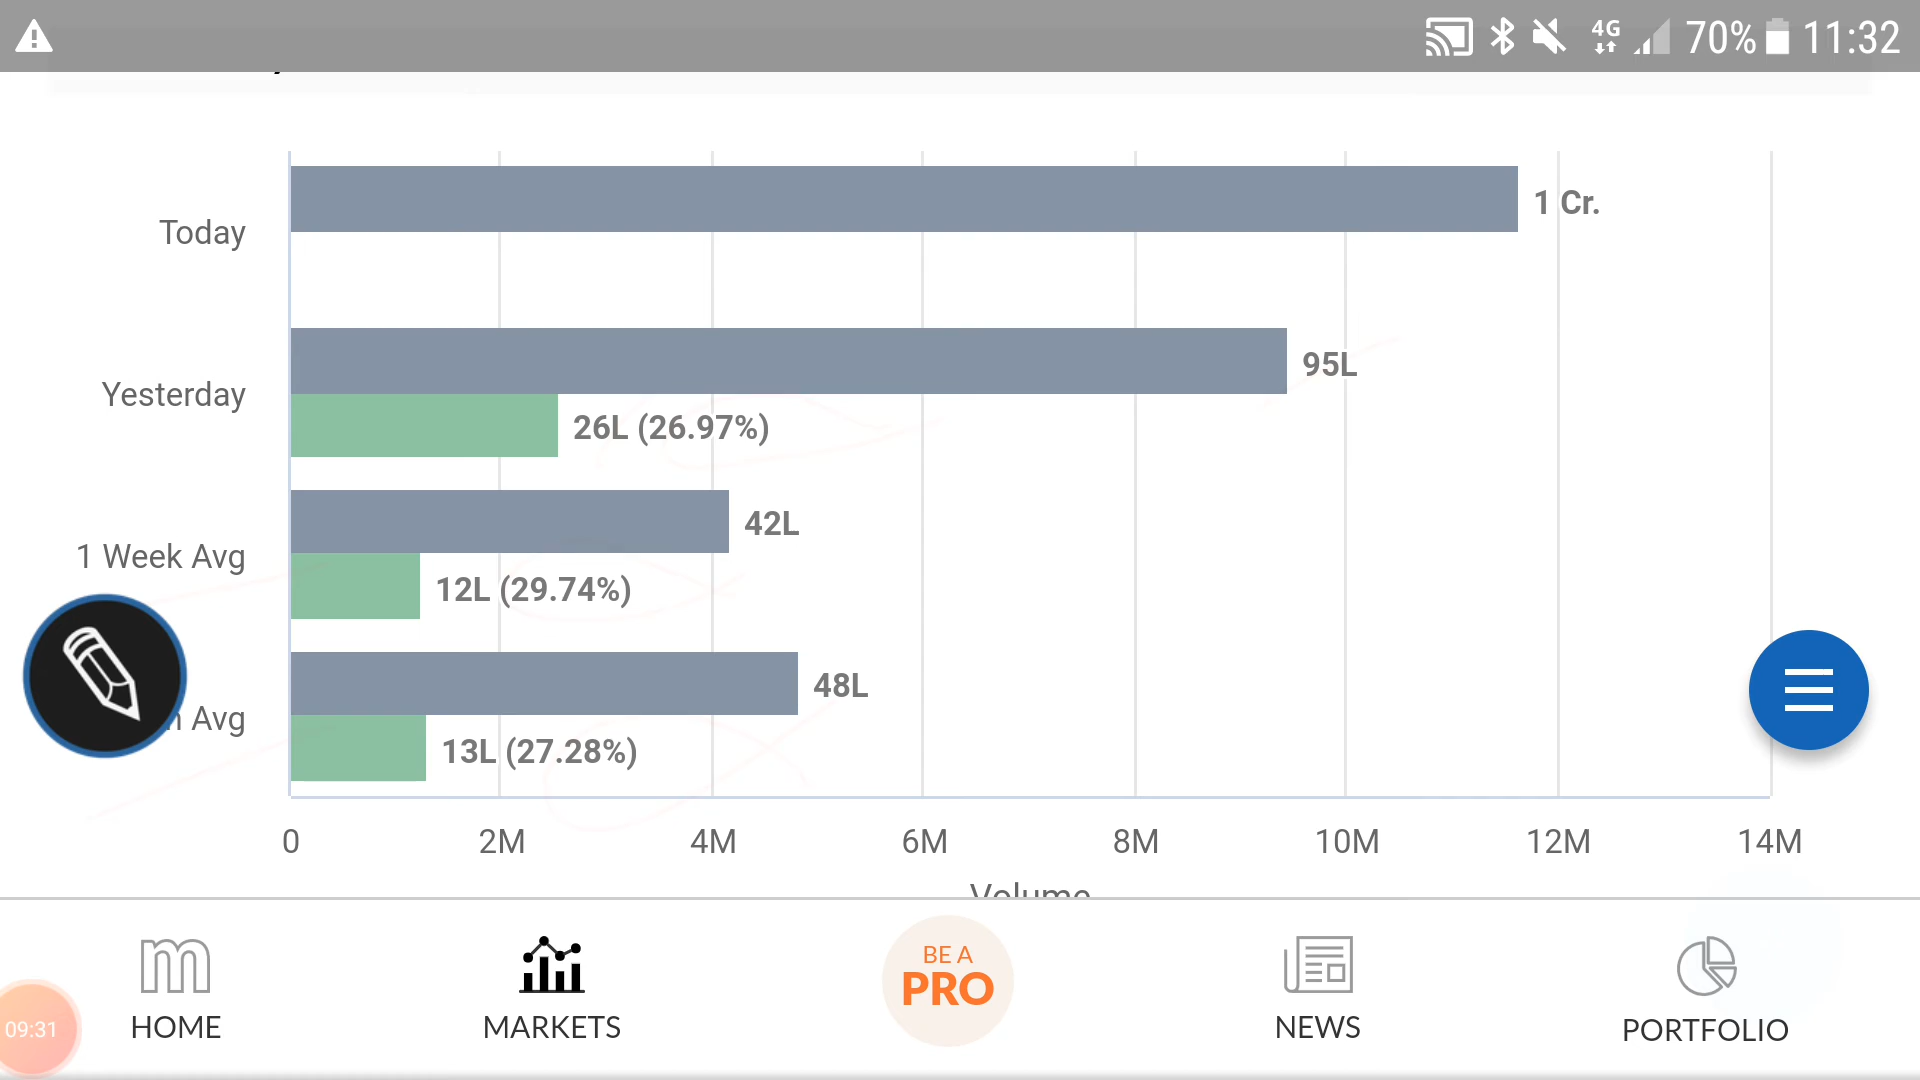 4G 70% 11:32
Today
1 Cr.
Yesterday
95L
26L (26.97%)
1 Week Avg
42L
12L (29.74%)
Avg
48L
13L (27.28%)
0 2M 4M 6M 8M 10M 12M 14M
Volume
BE A
PRO
HOME MARKETS NEWS PORTFOLIO
09:31